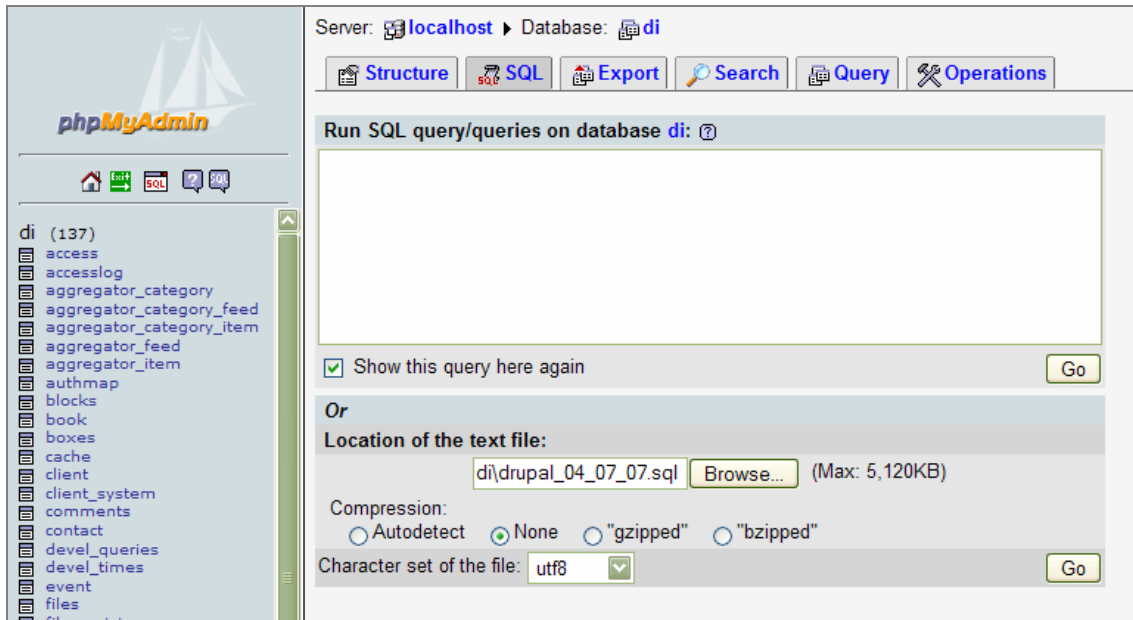 phpMyAdmin
di (137)
access
accesslog
aggregator_category
aggregator_category_feed
aggregator_category_item
aggregator_feed
aggregator_item
authmap
blocks
book
boxes
cache
client
client_system
comments
contact
devel_queries
devel_times
event
files
Server: localhost ▶ Database: di
Structure SQL Export Search Query Operations
Run SQL query/queries on database di:
Show this query here again Go
Or
Location of the text file:
di\drupal_04_07_07.sql Browse... (Max: 5,120KB)
Compression:
Autodetect None "gzipped" "bzipped"
Character set of the file: utf8 Go